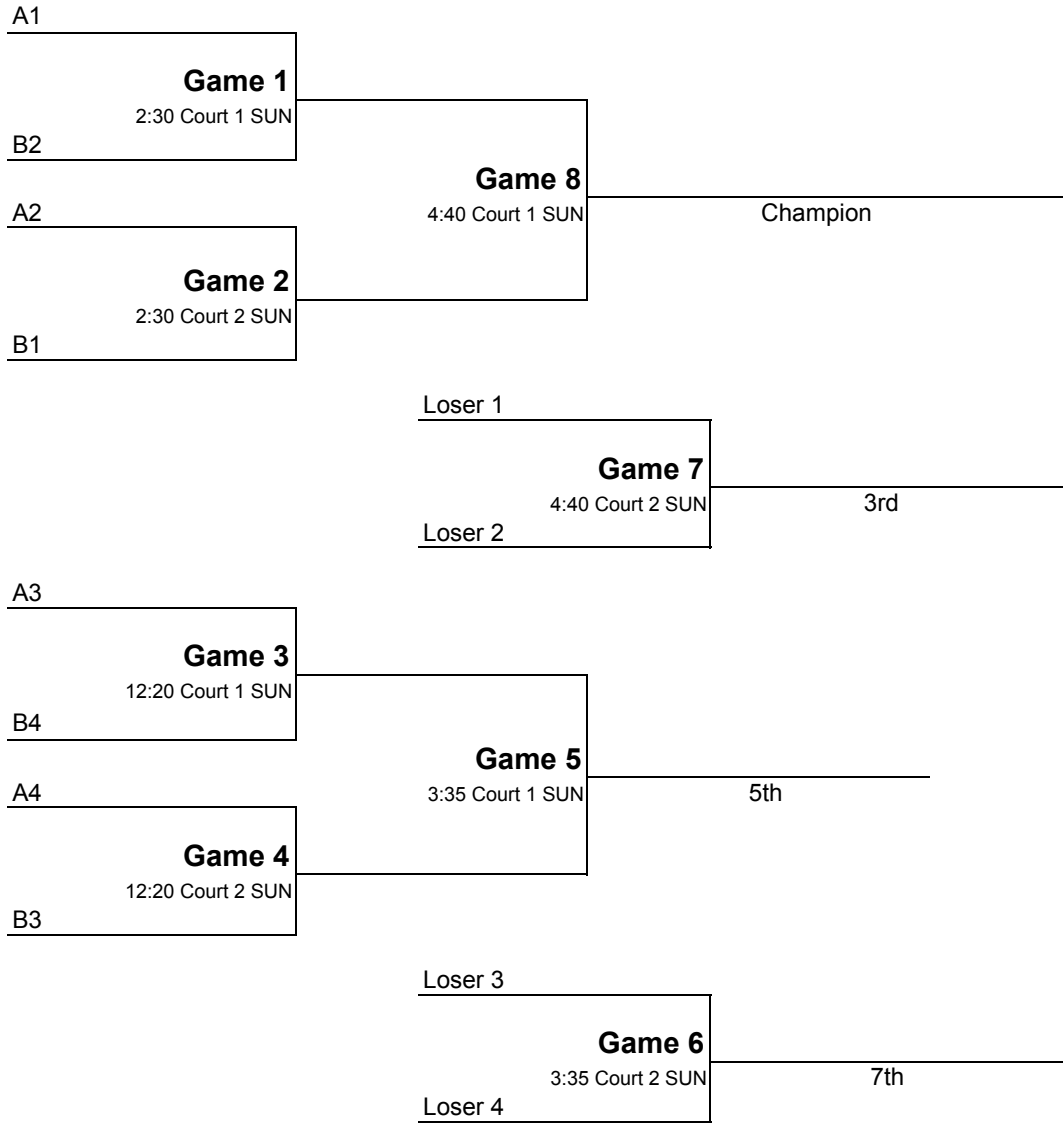 A1
Game 1
2:30 Court 1 SUN
B2
Game 8
4:40 Court 1 SUN
Champion
A2
Game 2
2:30 Court 2 SUN
B1
Loser 1
Game 7
4:40 Court 2 SUN
3rd
Loser 2
A3
Game 3
12:20 Court 1 SUN
B4
Game 5
3:35 Court 1 SUN
5th
A4
Game 4
12:20 Court 2 SUN
B3
Loser 3
Game 6
3:35 Court 2 SUN
7th
Loser 4